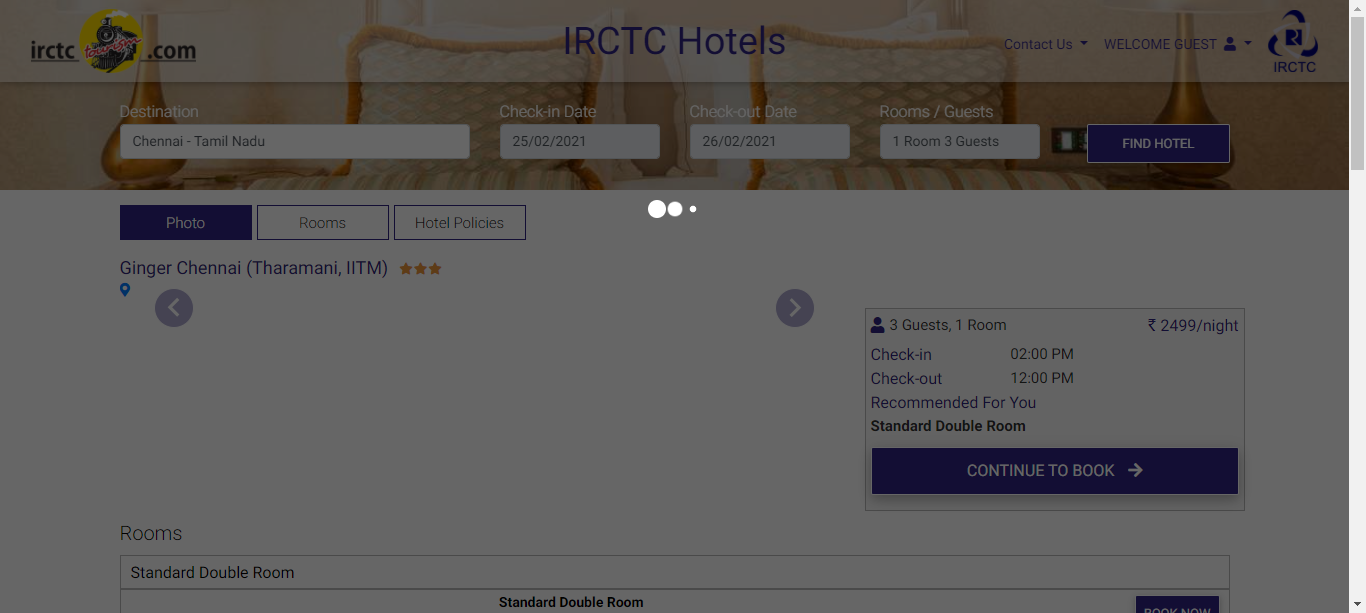 irctc tourism .com
IRCTC Hotels
Contact Us
WELCOME GUEST
IRCTC
Destination
Check-in Date
Check-out Date
Rooms / Guests
Chennai - Tamil Nadu
25/02/2021
26/02/2021
1 Room 3 Guests
FIND HOTEL
Photo
Rooms
Hotel Policies
Ginger Chennai (Tharamani, IITM)
3 Guests, 1 Room
₹ 2499/night
Check-in 02:00 PM
Check-out 12:00 PM
Recommended For You
Standard Double Room
CONTINUE TO BOOK
Rooms
Standard Double Room
Standard Double Room
BOOK NOW